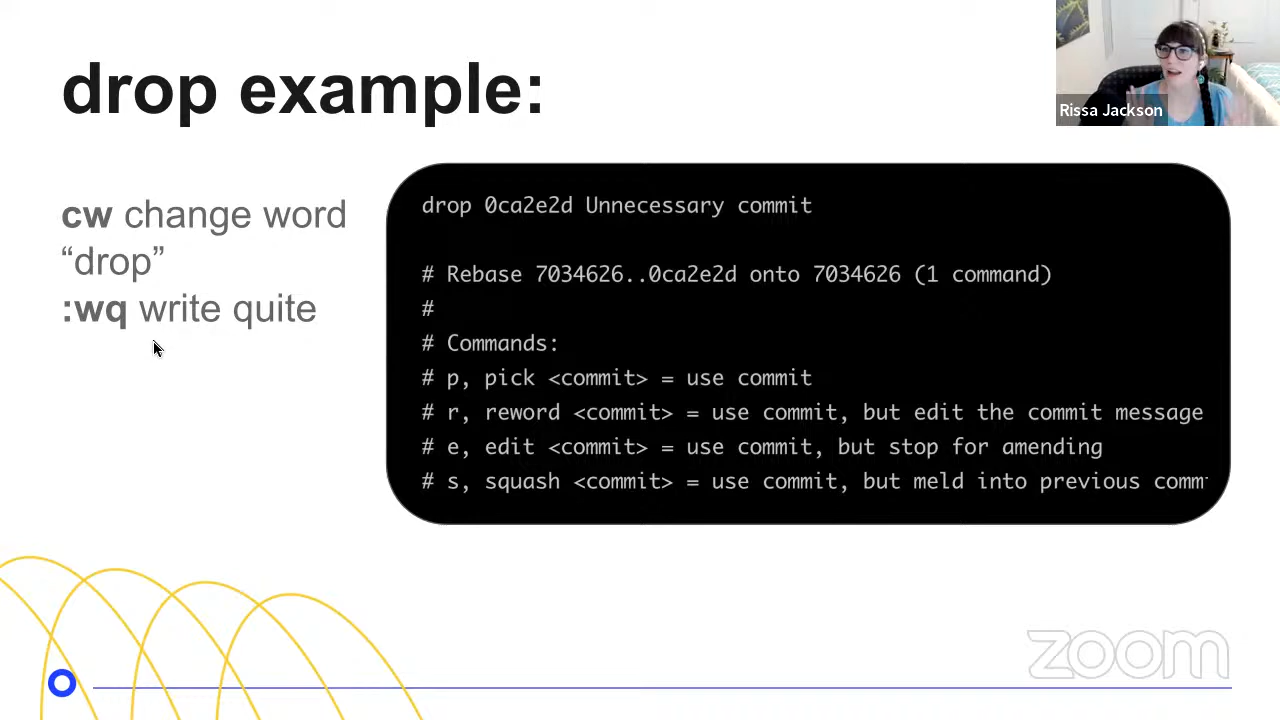 drop example:
Rissa Jackson
cw change word
“drop”
:wq write quite
drop 0ca2e2d Unnecessary commit
# Rebase 7034626..0ca2e2d onto 7034626 (1 command)
#
# Commands:
# p, pick <commit> = use commit
# r, reword <commit> = use commit, but edit the commit message
# e, edit <commit> = use commit, but stop for amending
# s, squash <commit> = use commit, but meld into previous comm
zoom